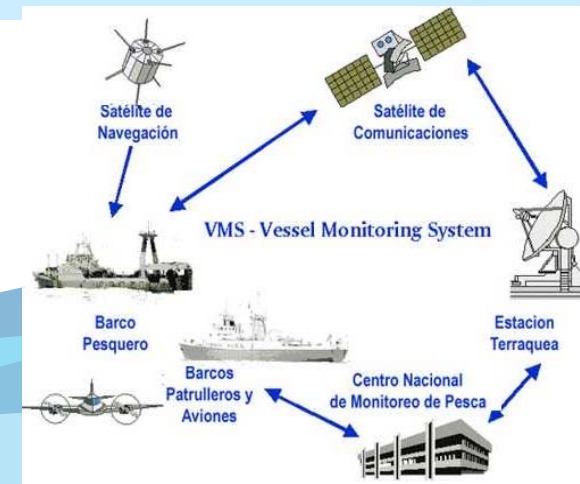 Satélite de
Navegación
Satélite de
Comunicaciones
VMS - Vessel Monitoring System
Barco
Pesquero
Estacion
Terraquea
Barcos
Patrulleros y
Aviones
Centro Nacional
de Monitoreo de Pesca